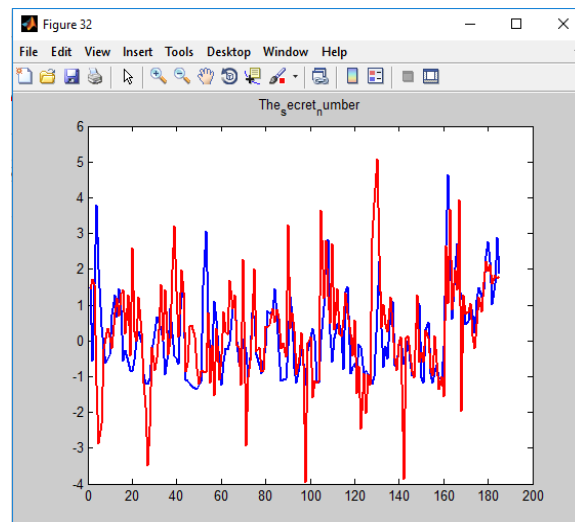 Figure 32
File Edit View Insert Tools Desktop Window Help
The_secret_number
6
5
4
3
2
1
0
-1
-2
-3
-4
0 20 40 60 80 100 120 140 160 180 200